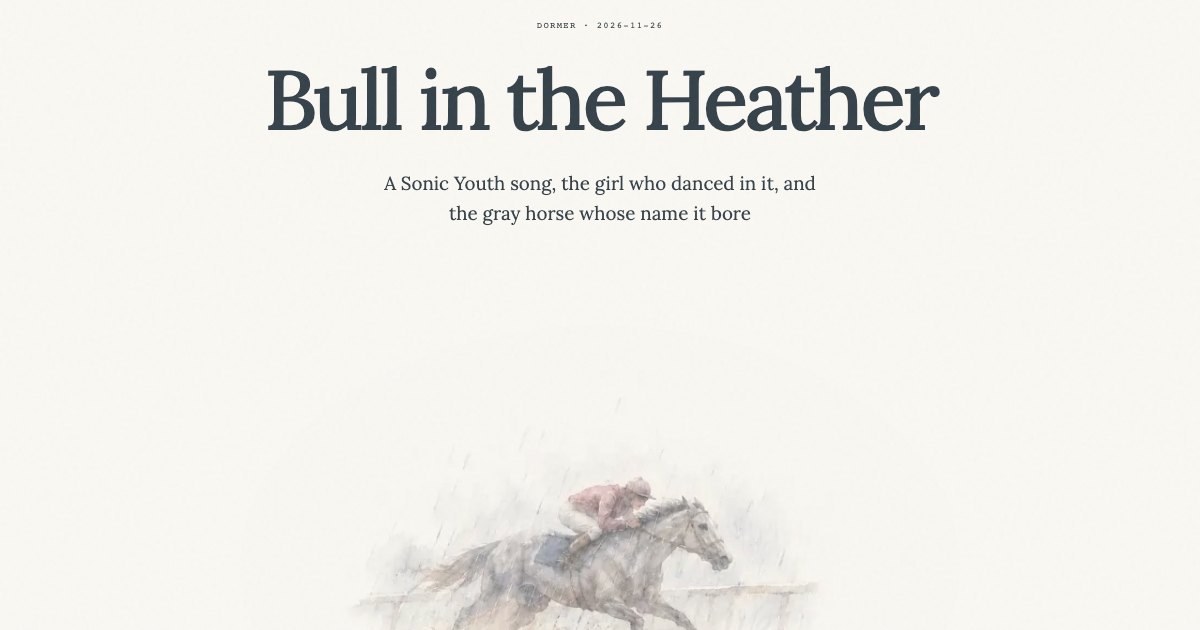 DORMER · 2026-11-26
Bull in the Heather
A Sonic Youth song, the girl who danced in it, and
the gray horse whose name it bore